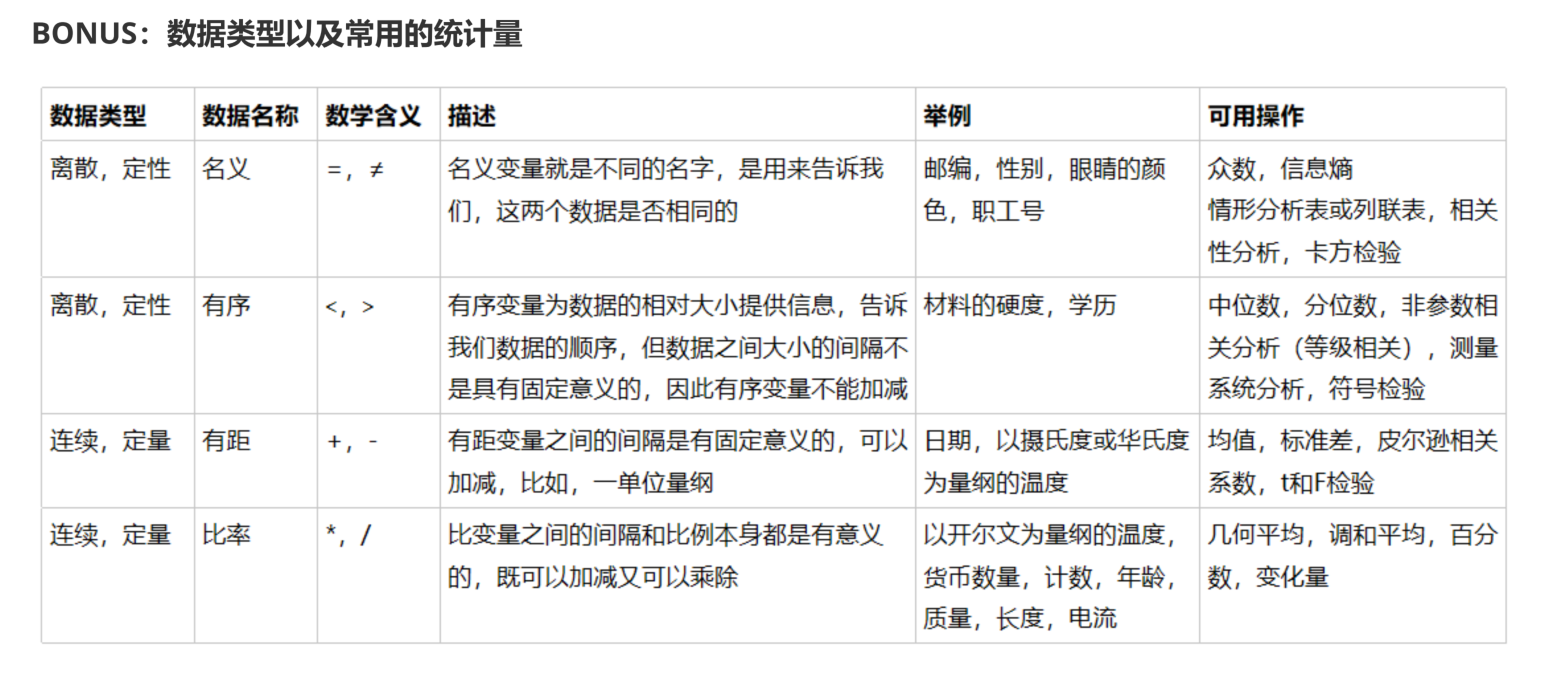 BONUS：数据类型以及常用的统计量
数据类型 数据名称 数学含义 描述 举例 可用操作
离散，定性 名义 =，≠ 名义变量就是不同的名字，是用来告诉我 邮编，性别，眼睛的颜 众数，信息熵
们，这两个数据是否相同的 色，职工号 情形分析表或列联表，相关
性分析，卡方检验
离散，定性 有序 <，> 有序变量为数据的相对大小提供信息，告诉 材料的硬度，学历 中位数，分位数，非参数相
我们数据的顺序，但数据之间大小的间隔不 关分析（等级相关），测量
是具有固定意义的，因此有序变量不能加减 系统分析，符号检验
连续，定量 有距 +，- 有距变量之间的间隔是有固定意义的，可以 日期，以摄氏度或华氏度 均值，标准差，皮尔逊相关
加减，比如，一单位量纲 为量纲的温度 系数，t和F检验
连续，定量 比率 *，/ 比变量之间的间隔和比例本身都是有意义 以开尔文为量纲的温度， 几何平均，调和平均，百分
的，既可以加减又可以乘除 货币数量，计数，年龄， 数，变化量
质量，长度，电流